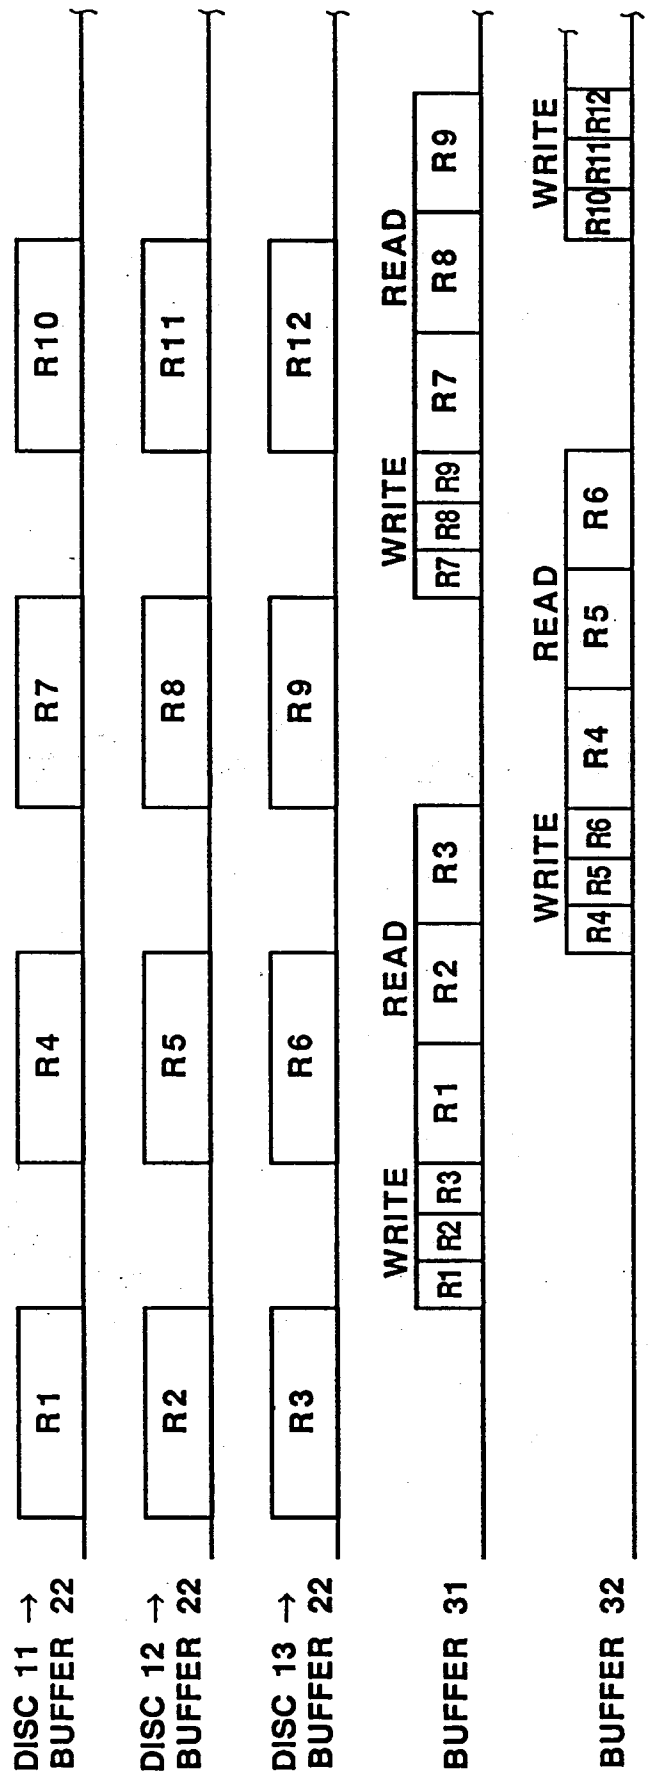 DISC 11 →
BUFFER 22
R1
R4
R7
R10
DISC 12 →
BUFFER 22
R2
R5
R8
R11
DISC 13 →
BUFFER 22
R3
R6
R9
R12
WRITE
READ
WRITE
READ
BUFFER 31
R1
R2
R3
R1
R2
R3
R7
R8
R9
R7
R8
R9
WRITE
READ
WRITE
BUFFER 32
R4
R5
R6
R4
R5
R6
R10
R11
R12